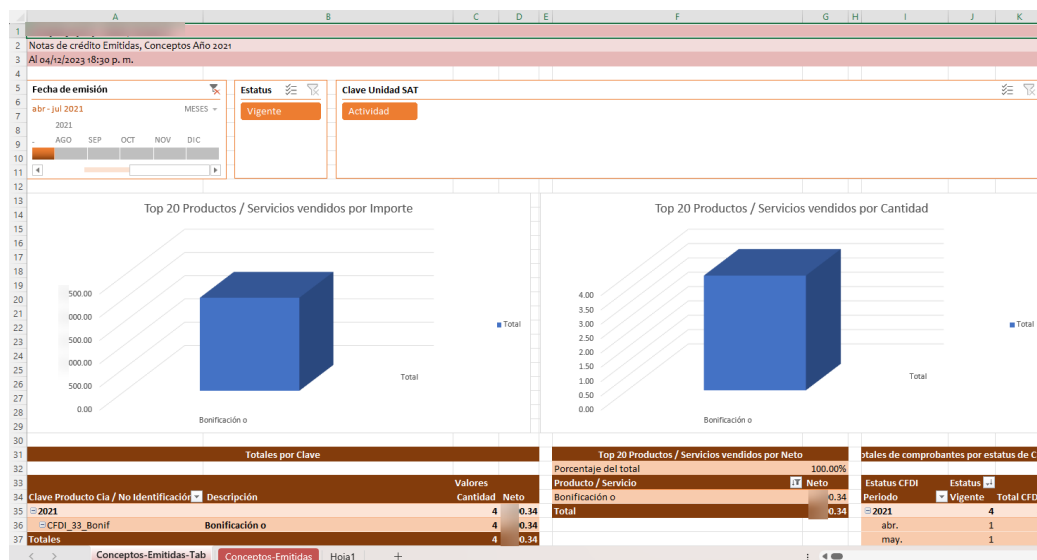 A B C D E F G H I J K
1
2 Notas de crédito Emitidas, Conceptos Año 2021
3 Al 04/12/2023 18:30 p. m.
4
5 Fecha de emisión Estatus Clave Unidad SAT
6 abr - jul 2021 MESES Vigente Actividad
7
8 2021
9 AGO SEP OCT NOV DIC
10
11
12
13
14 Top 20 Productos / Servicios vendidos por Importe Top 20 Productos / Servicios vendidos por Cantidad
15
16
17
18
19
20 500.00 4.00
21 000.00 3.50
22 Total 3.00 Total
23 500.00 2.50
24 2.00
25 000.00 1.50
26 500.00 Total 1.00 Total
27 0.50
28 0.00 0.00
29 Bonificación o Bonificación o
30
31 Totales por Clave Top 20 Productos / Servicios vendidos por Neto otales de comprobantes por estatus de C
32 Porcentaje del total 100.00%
33 Valores Producto / Servicio Neto Estatus CFDI Estatus
34 Clave Producto Cia / No Identificación Descripción Cantidad Neto Bonificación o 0.34 Periodo Vigente Total CFD
35 2021 4 0.34 Total 0.34 2021 4
36 CFDI_33_Bonif Bonificación o 4 0.34 abr. 1
37 Totales 4 0.34 may. 1
Conceptos-Emitidas-Tab Conceptos-Emitidas Hoja1 +